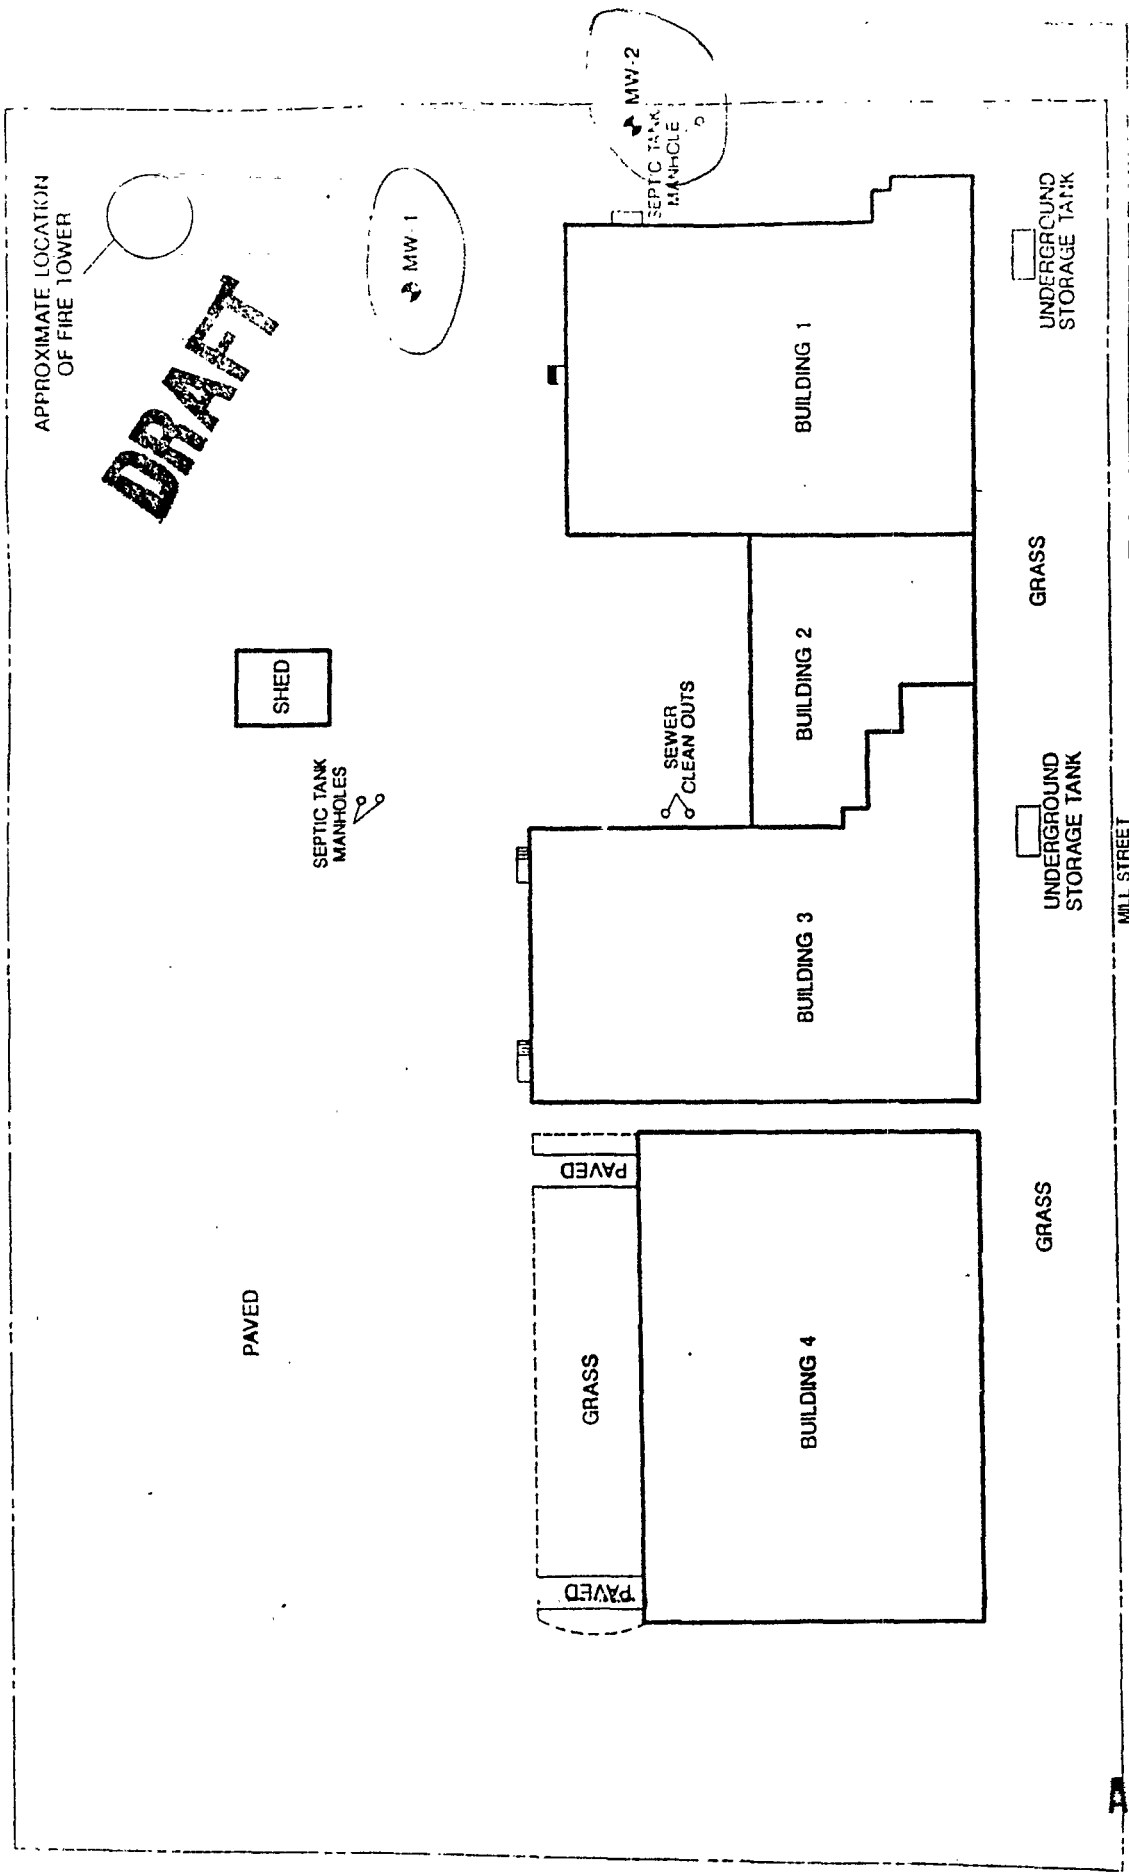 APPROXIMATE LOCATION
OF FIRE TOWER
DRAFT
MW-1
MW-2
SEPTIC TANK
MANHOLE
SHED
SEPTIC TANK
MANHOLES
SEWER
CLEAN OUTS
BUILDING 1
BUILDING 2
BUILDING 3
BUILDING 4
UNDERGROUND
STORAGE TANK
GRASS
UNDERGROUND
STORAGE TANK
GRASS
MILL STREET
PAVED
PAVED
GRASS
PAVED
A